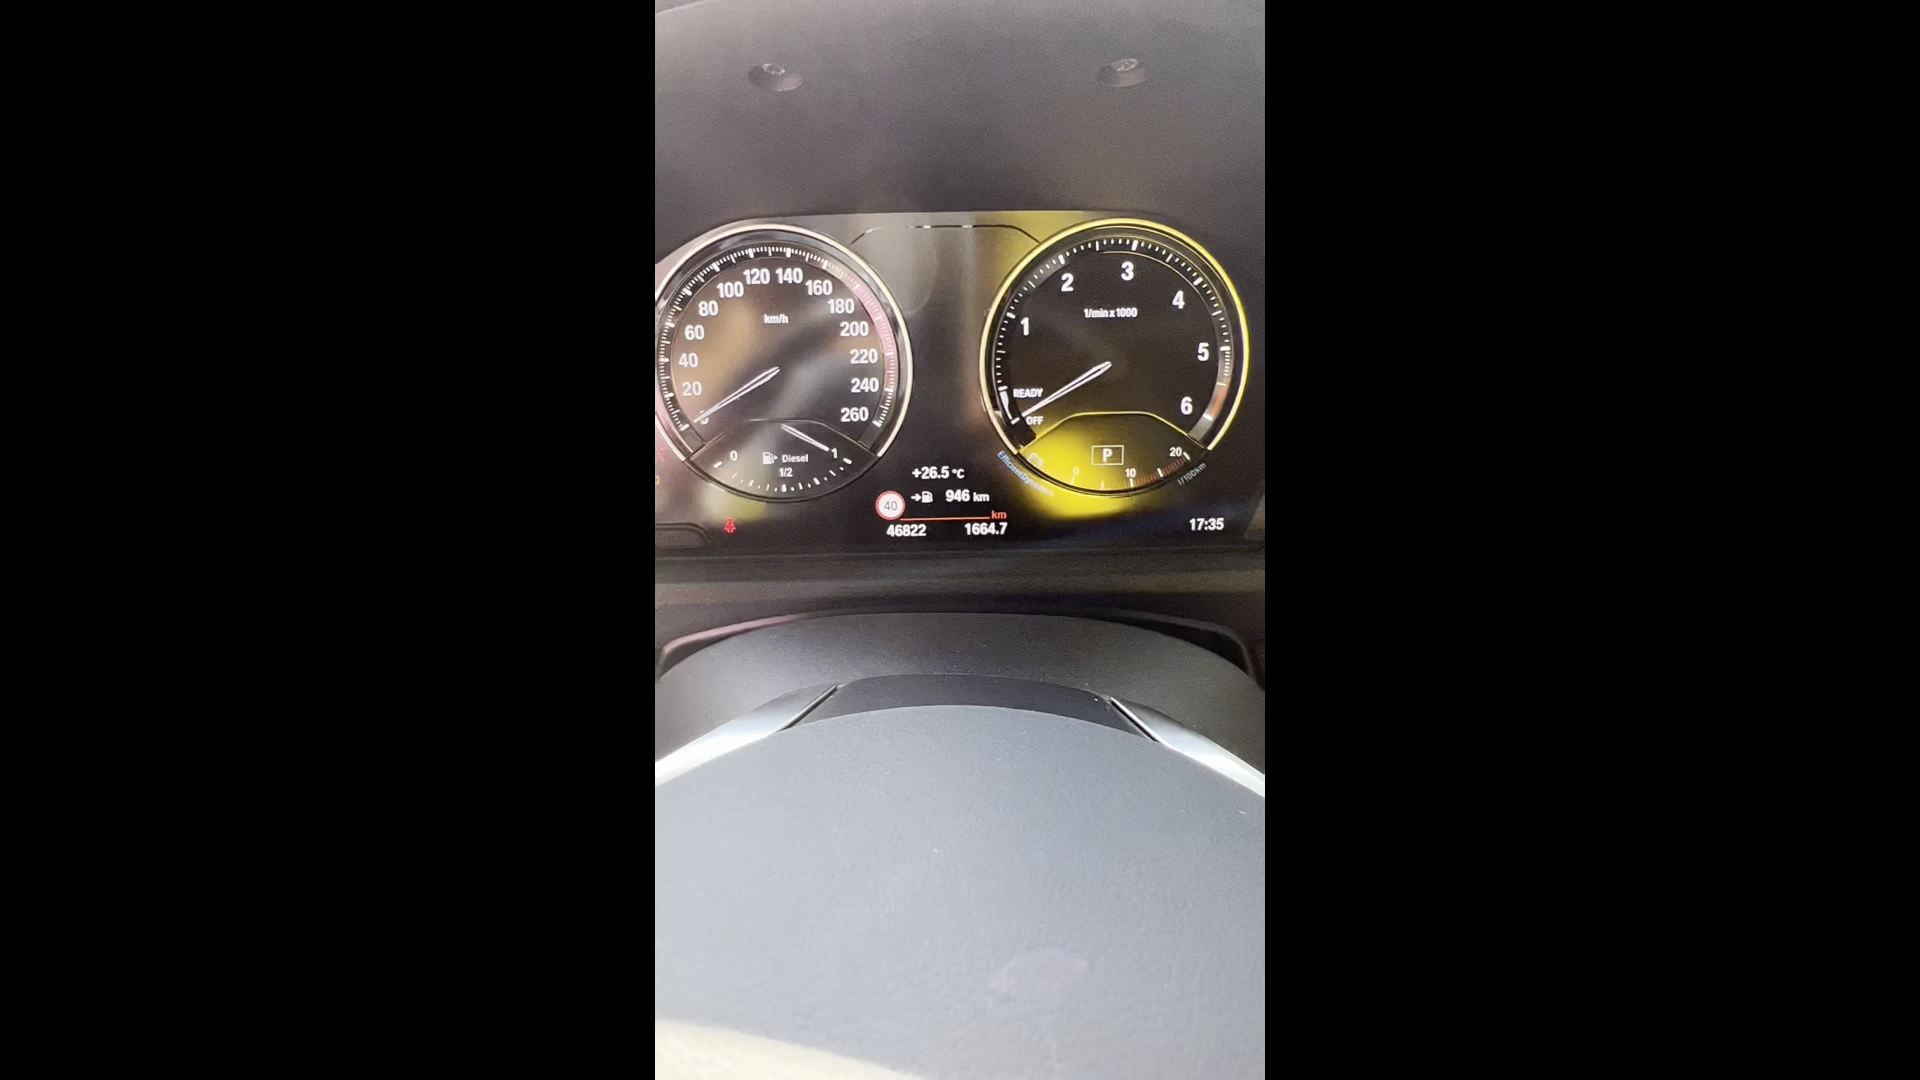 120 140
100 160
80 180
km/h
60 200
40 220
20 240
0 260
0 Diesel 1
1/2
3
2 4
1/min x 1000
1 5
READY
OFF 6
P
0 10 20
EfficientDynamics
l/100km
+26.5 °C
946 km
40
km
46822 1664.7
17:35